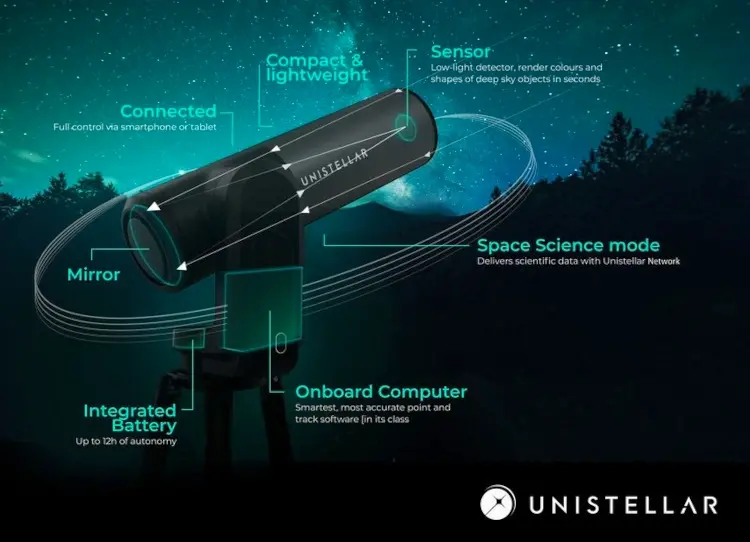 Sensor
Low-light detector, render colours and
shapes of deep sky objects in seconds
Compact &
lightweight
Connected
Full control via smartphone or tablet
UNISTELLAR
Space Science mode
Delivers scientific data with Unistellar Network
Mirror
Onboard Computer
Smartest, most accurate point and
track software [in its class
Integrated
Battery
Up to 12h of autonomy
UNISTELLAR